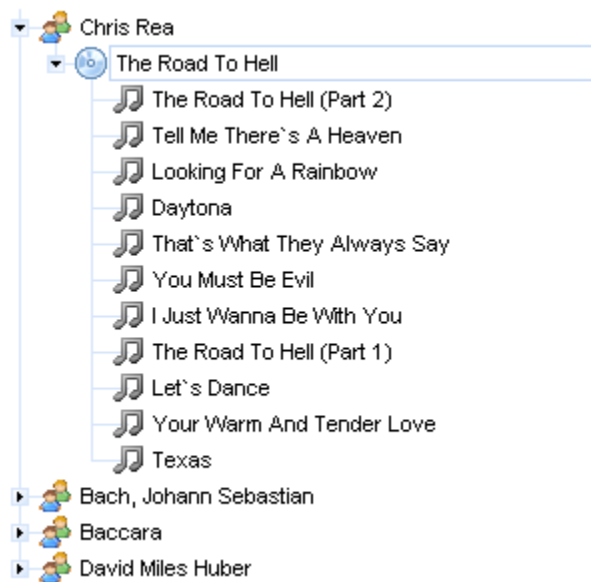 Chris Rea
The Road To Hell
The Road To Hell (Part 2)
Tell Me There`s A Heaven
Looking For A Rainbow
Daytona
That`s What They Always Say
You Must Be Evil
I Just Wanna Be With You
The Road To Hell (Part 1)
Let`s Dance
Your Warm And Tender Love
Texas
Bach, Johann Sebastian
Baccara
David Miles Huber